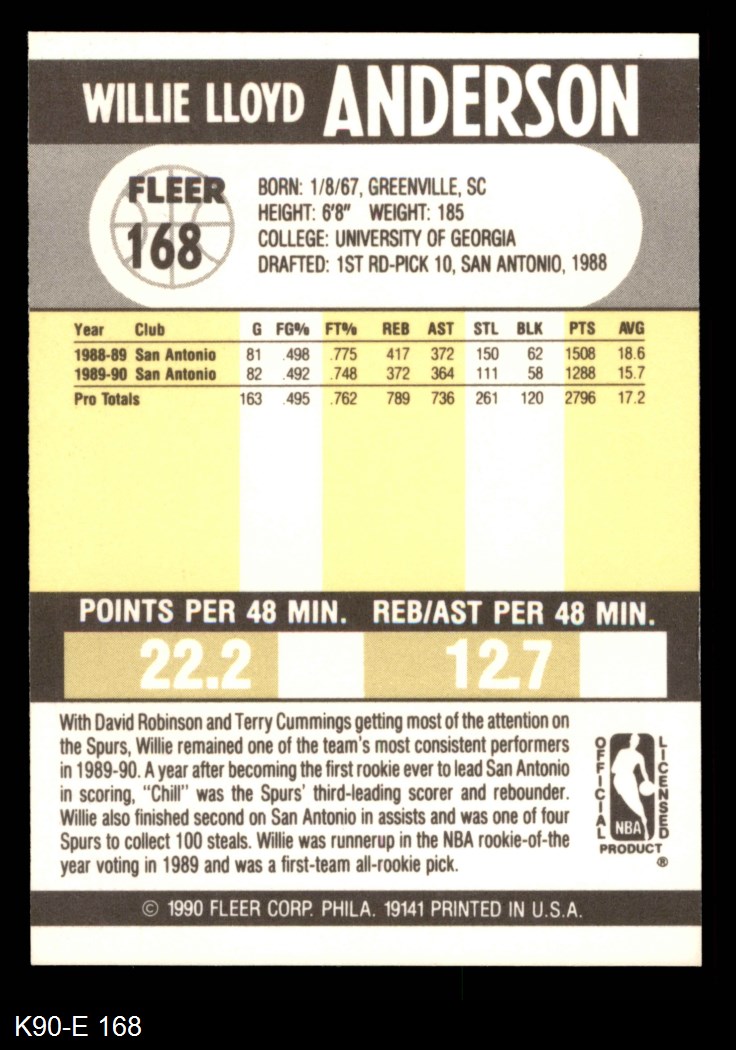 WILLIE LLOYD ANDERSON
FLEER
168
BORN: 1/8/67, GREENVILLE, SC
HEIGHT: 6'8" WEIGHT: 185
COLLEGE: UNIVERSITY OF GEORGIA
DRAFTED: 1ST RD-PICK 10, SAN ANTONIO, 1988
Year Club G FG% FT% REB AST STL BLK PTS AVG
1988-89 San Antonio 81 .498 .775 417 372 150 62 1508 18.6
1989-90 San Antonio 82 .492 .748 372 364 111 58 1288 15.7
Pro Totals 163 .495 .762 789 736 261 120 2796 17.2
POINTS PER 48 MIN. REB/AST PER 48 MIN.
22.2 12.7
With David Robinson and Terry Cummings getting most of the attention on
the Spurs, Willie remained one of the team's most consistent performers
in 1989-90. A year after becoming the first rookie ever to lead San Antonio
in scoring, "Chill" was the Spurs' third-leading scorer and rebounder.
Willie also finished second on San Antonio in assists and was one of four
Spurs to collect 100 steals. Willie was runnerup in the NBA rookie-of-the
year voting in 1989 and was a first-team all-rookie pick.
OFFICIAL
LICENSED
NBA
PRODUCT
®
© 1990 FLEER CORP. PHILA. 19141 PRINTED IN U.S.A.
K90-E 168